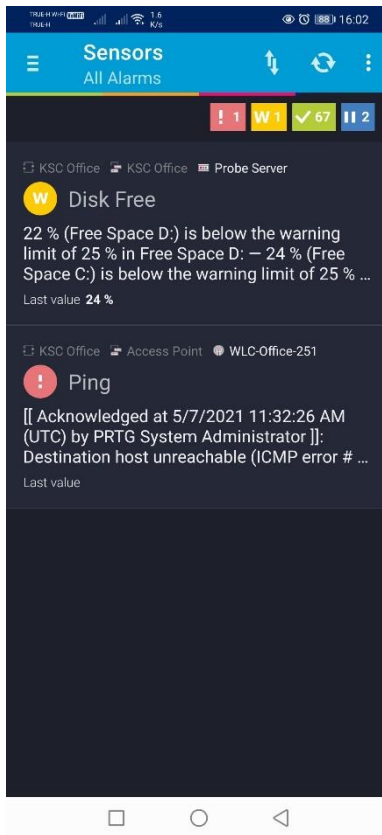 TRUE-H Wi-Fi VoWiFi 1.6 88 16:02
TRUE-H K/s
Sensors
All Alarms
! 1 W 1 67 2
KSC Office KSC Office Probe Server
W Disk Free
22 % (Free Space D:) is below the warning
limit of 25 % in Free Space D: — 24 % (Free
Space C:) is below the warning limit of 25 % ...
Last value 24 %
KSC Office Access Point WLC-Office-251
! Ping
[[ Acknowledged at 5/7/2021 11:32:26 AM
(UTC) by PRTG System Administrator ]]:
Destination host unreachable (ICMP error # ...
Last value